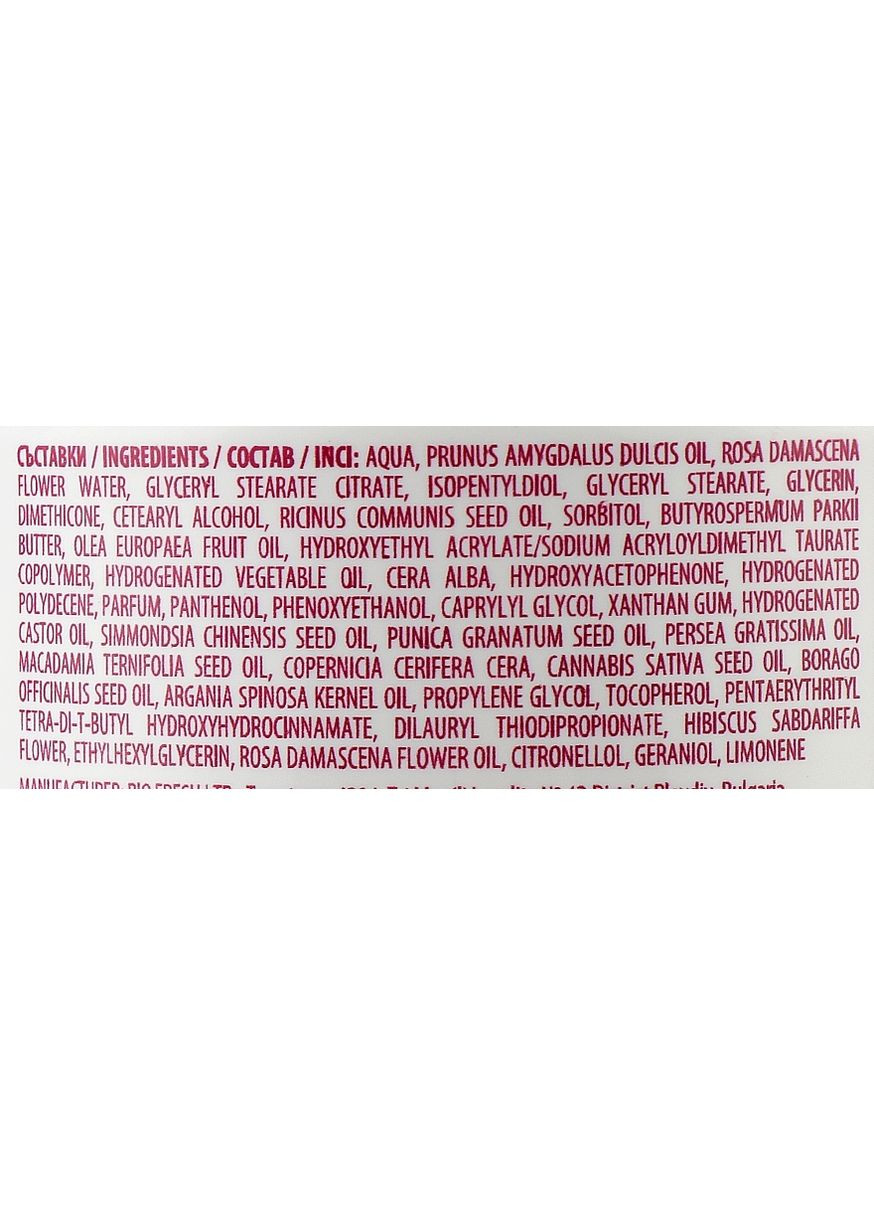 СЪСТАВКИ / INGREDIENTS / СОСТАВ / INCI: AQUA, PRUNUS AMYGDALUS DULCIS OIL, ROSA DAMASCENA
FLOWER WATER, GLYCERYL STEARATE CITRATE, ISOPENTYLDIOL, GLYCERYL STEARATE, GLYCERIN,
DIMETHICONE, CETEARYL ALCOHOL, RICINUS COMMUNIS SEED OIL, SORBITOL, BUTYROSPERMUM PARKII
BUTTER, OLEA EUROPAEA FRUIT OIL, HYDROXYETHYL ACRYLATE/SODIUM ACRYLOYLDIMETHYL TAURATE
COPOLYMER, HYDROGENATED VEGETABLE OIL, CERA ALBA, HYDROXYACETOPHENONE, HYDROGENATED
POLYDECENE, PARFUM, PANTHENOL, PHENOXYETHANOL, CAPRYLYL GLYCOL, XANTHAN GUM, HYDROGENATED
CASTOR OIL, SIMMONDSIA CHINENSIS SEED OIL, PUNICA GRANATUM SEED OIL, PERSEA GRATISSIMA OIL,
MACADAMIA TERNIFOLIA SEED OIL, COPERNICIA CERIFERA CERA, CANNABIS SATIVA SEED OIL, BORAGO
OFFICINALIS SEED OIL, ARGANIA SPINOSA KERNEL OIL, PROPYLENE GLYCOL, TOCOPHEROL, PENTAERYTHRITYL
TETRA-DI-T-BUTYL HYDROXYHYDROCINNAMATE, DILAURYL THIODIPROPIONATE, HIBISCUS SABDARIFFA
FLOWER, ETHYLHEXYLGLYCERIN, ROSA DAMASCENA FLOWER OIL, CITRONELLOL, GERANIOL, LIMONENE
MANUFACTURER: BIO FRESH LTD